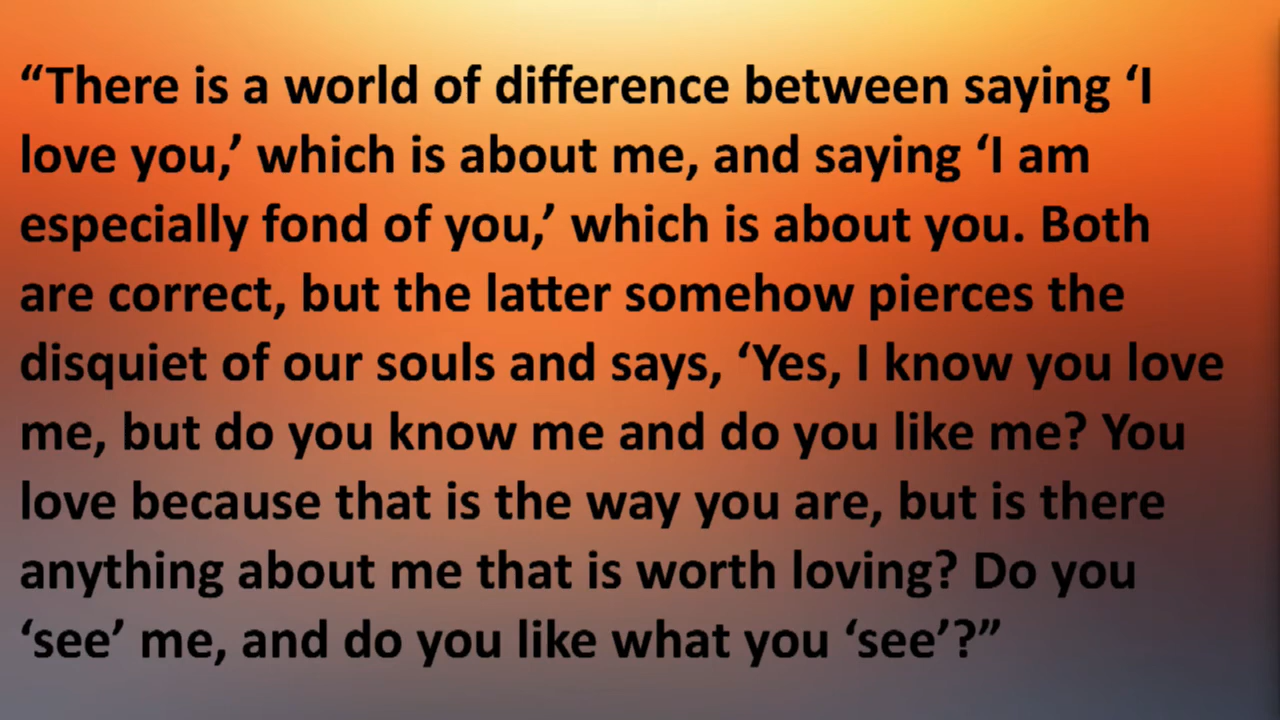 “There is a world of difference between saying ‘I
love you,’ which is about me, and saying ‘I am
especially fond of you,’ which is about you. Both
are correct, but the latter somehow pierces the
disquiet of our souls and says, ‘Yes, I know you love
me, but do you know me and do you like me? You
love because that is the way you are, but is there
anything about me that is worth loving? Do you
‘see’ me, and do you like what you ‘see’?”